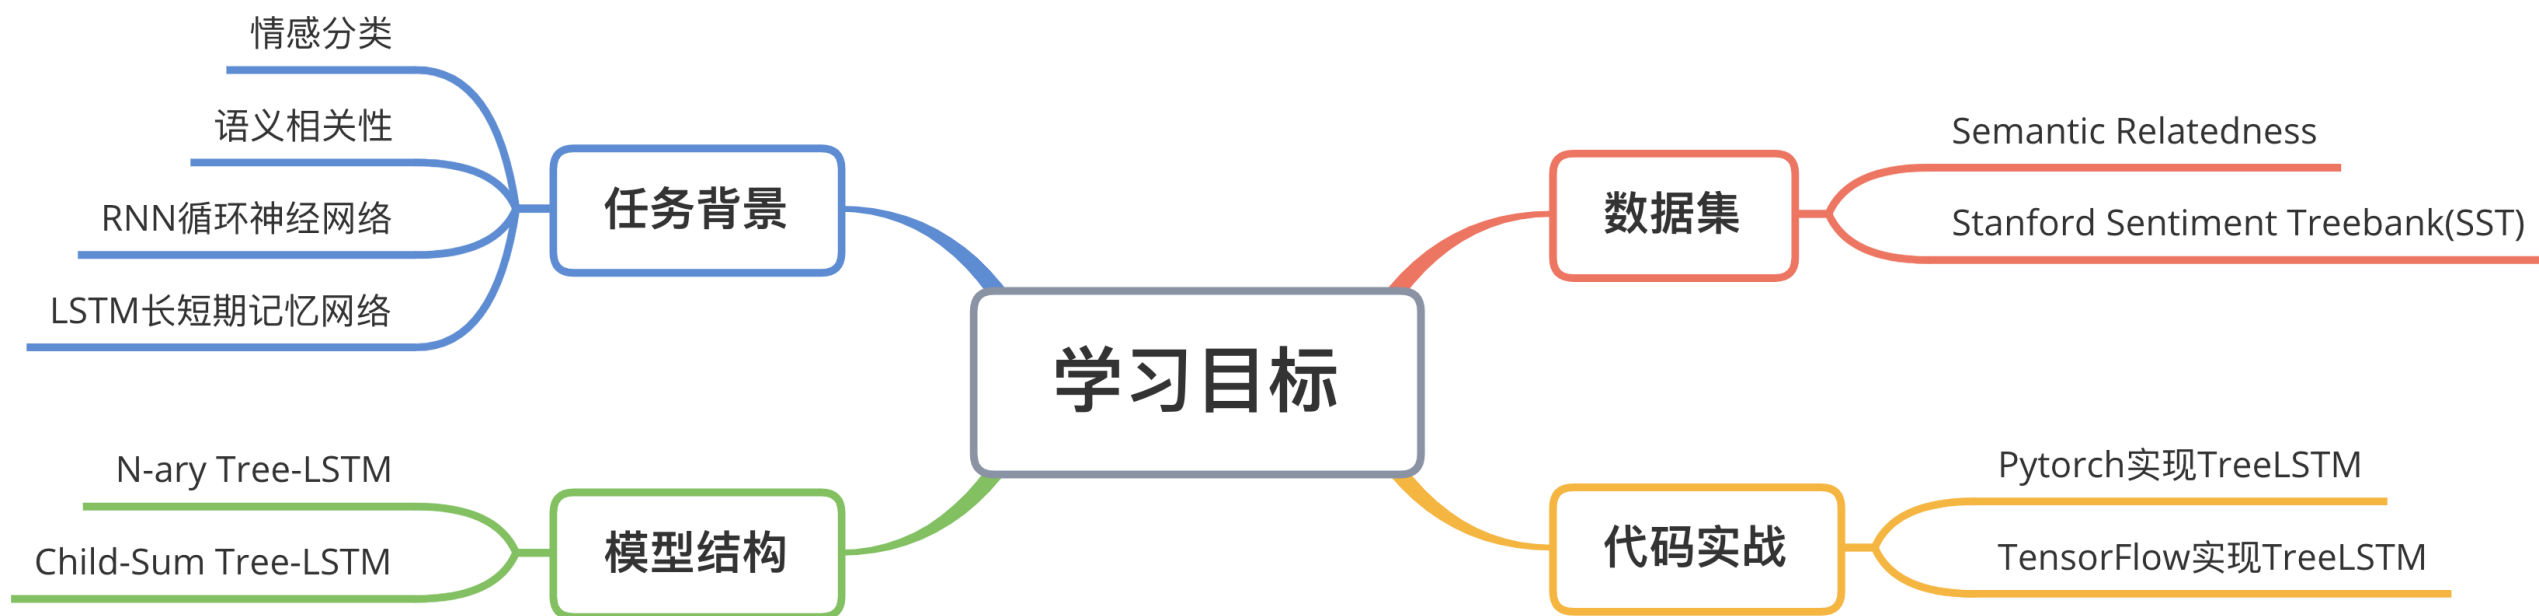 学习目标
任务背景
情感分类
语义相关性
RNN循环神经网络
LSTM长短期记忆网络
模型结构
N-ary Tree-LSTM
Child-Sum Tree-LSTM
数据集
Semantic Relatedness
Stanford Sentiment Treebank(SST)
代码实战
Pytorch实现TreeLSTM
TensorFlow实现TreeLSTM